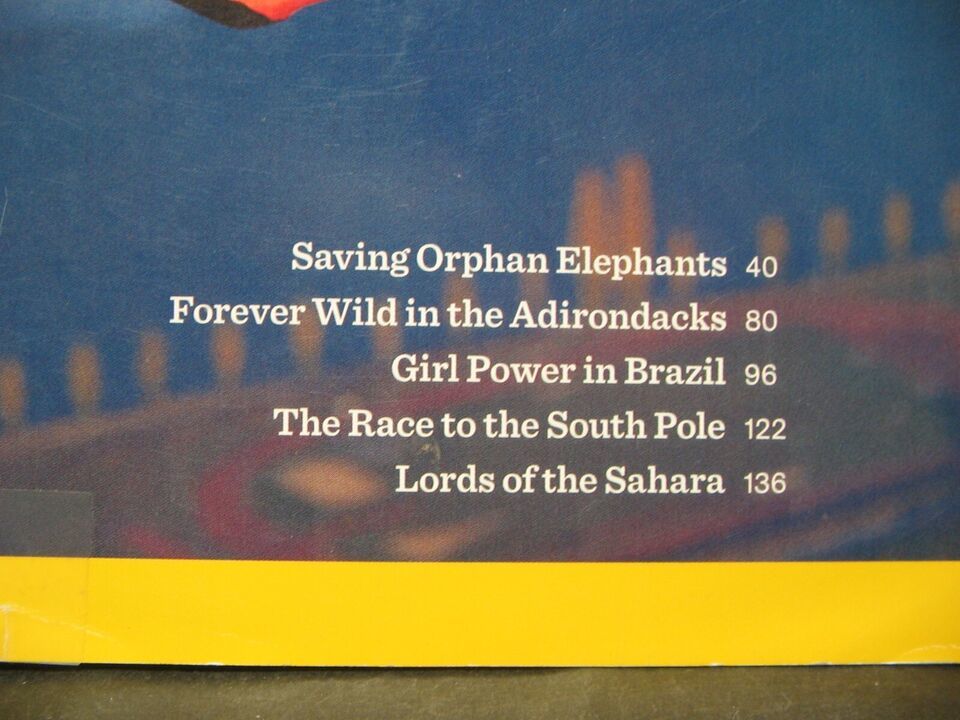 Saving Orphan Elephants 40
Forever Wild in the Adirondacks 80
Girl Power in Brazil 96
The Race to the South Pole 122
Lords of the Sahara 136